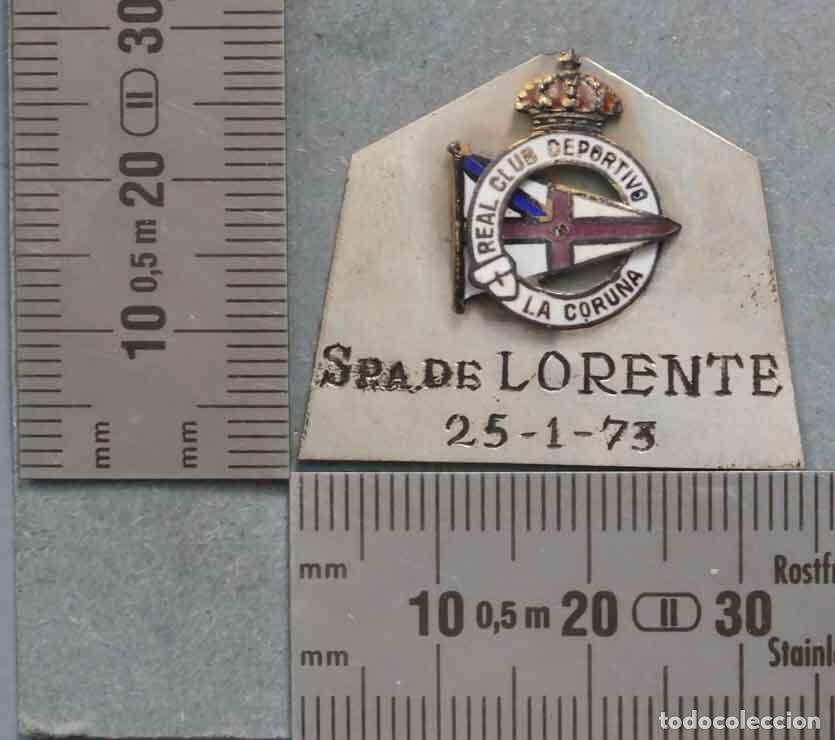 REAL CLUB DEPORTIVO
LA CORUNA
SRA. DE LORENTE
25-1-73
mm
mm
10 0,5 m 20 II 30
mm
mm
10 0,5 m 20 II 30
Rostfr
Stainl
todocoleccion